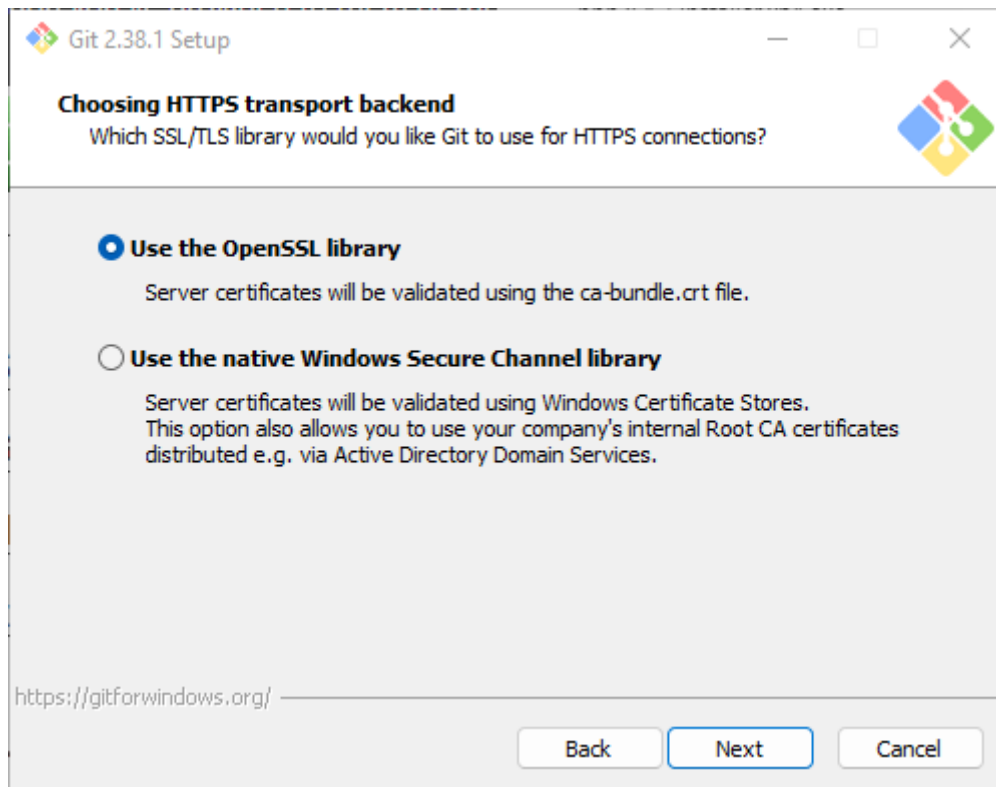 Git 2.38.1 Setup
Choosing HTTPS transport backend
Which SSL/TLS library would you like Git to use for HTTPS connections?
Use the OpenSSL library
Server certificates will be validated using the ca-bundle.crt file.
Use the native Windows Secure Channel library
Server certificates will be validated using Windows Certificate Stores.
This option also allows you to use your company's internal Root CA certificates
distributed e.g. via Active Directory Domain Services.
https://gitforwindows.org/
Back Next Cancel